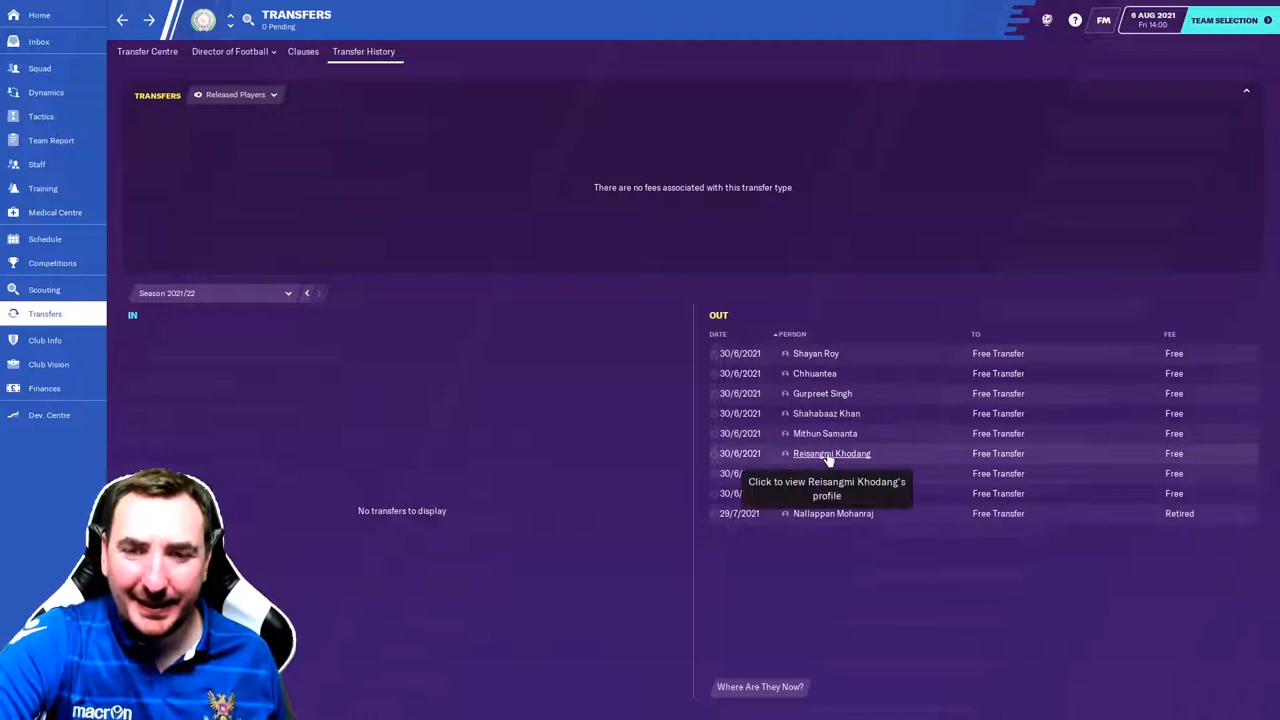 Home
Inbox
Squad
Dynamics
Tactics
Team Report
Staff
Training
Medical Centre
Schedule
Competitions
Scouting
Transfers
Club Info
Club Vision
Finances
Dev. Centre
TRANSFERS
0 Pending
?
FM
6 AUG 2021
Fri 14:00
TEAM SELECTION
Transfer Centre
Director of Football
Clauses
Transfer History
TRANSFERS
Released Players
There are no fees associated with this transfer type
Season 2021/22
IN
No transfers to display
OUT
DATE PERSON TO FEE
30/6/2021 Shayan Roy Free Transfer Free
30/6/2021 Chhuantea Free Transfer Free
30/6/2021 Gurpreet Singh Free Transfer Free
30/6/2021 Shahabaaz Khan Free Transfer Free
30/6/2021 Mithun Samanta Free Transfer Free
30/6/2021 Reisangmi Khodang Free Transfer Free
30/6/ Free Transfer Free
30/6/ Free Transfer Free
29/7/2021 Nallappan Mohanraj Free Transfer Retired
Click to view Reisangmi Khodang's
profile
Where Are They Now?
macron